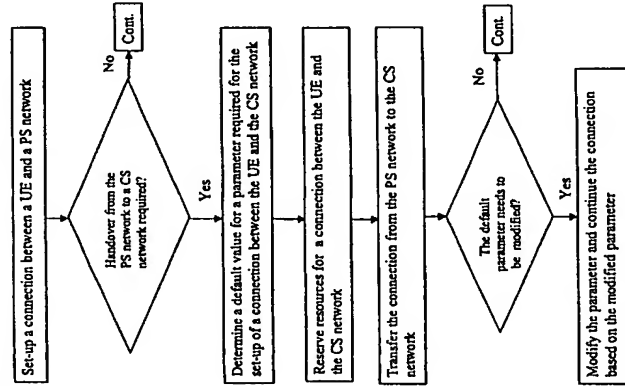 Set-up a connection between a UE and a PS network
Handover from the
PS network to a CS
network required?
No
Cont.
Yes
Determine a default value for a parameter required for the
set-up of a connection between the UE and the CS network
Reserve resources for a connection between the UE and
the CS network
Transfer the connection from the PS network to the CS
network
The default
parameter needs to
be modified?
No
Cont.
Yes
Modify the parameter and continue the connection
based on the modified parameter